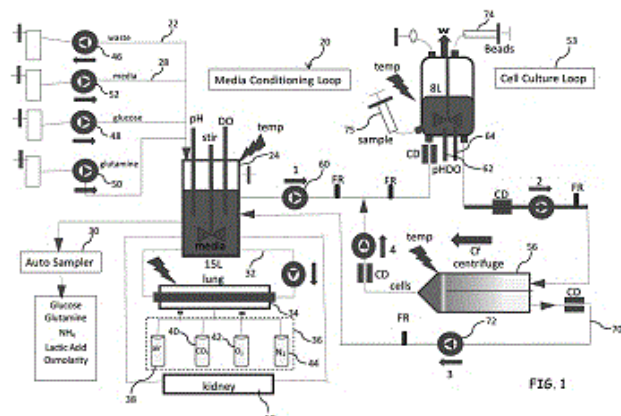 waste
22
46
media
28
52
glucose
48
glutamine
50
20
Media Conditioning Loop
53
Cell Culture Loop
74
Beads
W
8L
temp
75
sample
CD
64
62
pHDO
pH
DO
stir
temp
24
1
60
FR
FR
CD
2
FR
4
CD
cells
temp
Cf
centrifuge
56
CD
70
FR
72
3
media
15L
32
lung
34
36
30
Auto Sampler
Glucose
Glutamine
NH₄
Lactic Acid
Osmolarity
40
42
air
CO₂
O₂
N₂
44
38
kidney
FIG. 1